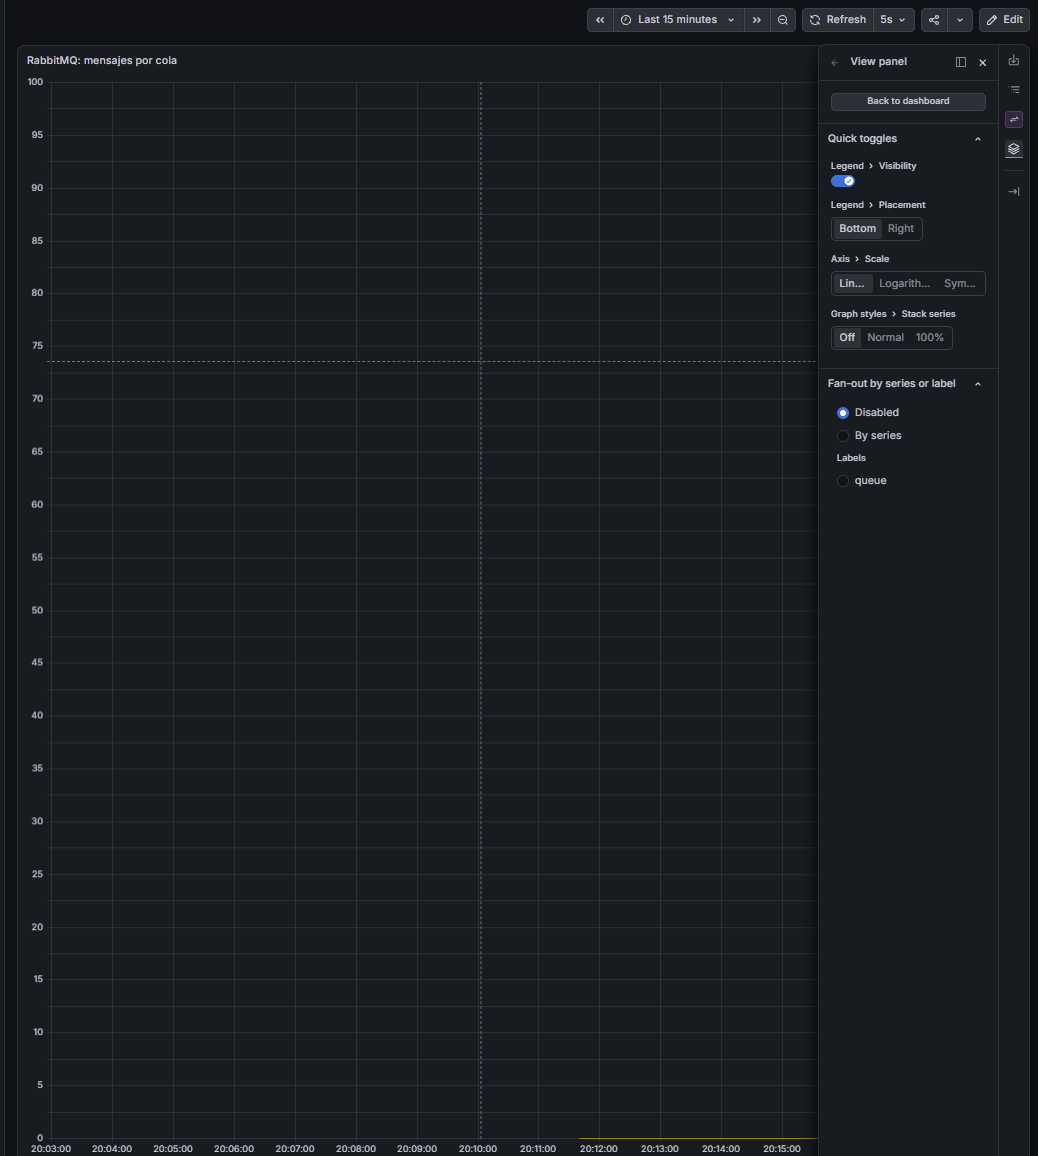 Last 15 minutes
Refresh
5s
Edit
RabbitMQ: mensajes por cola
100
95
90
85
80
75
70
65
60
55
50
45
40
35
30
25
20
15
10
5
0
20:03:00 20:04:00 20:05:00 20:06:00 20:07:00 20:08:00 20:09:00 20:10:00 20:11:00 20:12:00 20:13:00 20:14:00 20:15:00
View panel
Back to dashboard
Quick toggles
Legend > Visibility
Legend > Placement
Bottom Right
Axis > Scale
Lin... Logarith... Sym...
Graph styles > Stack series
Off Normal 100%
Fan-out by series or label
Disabled
By series
Labels
queue